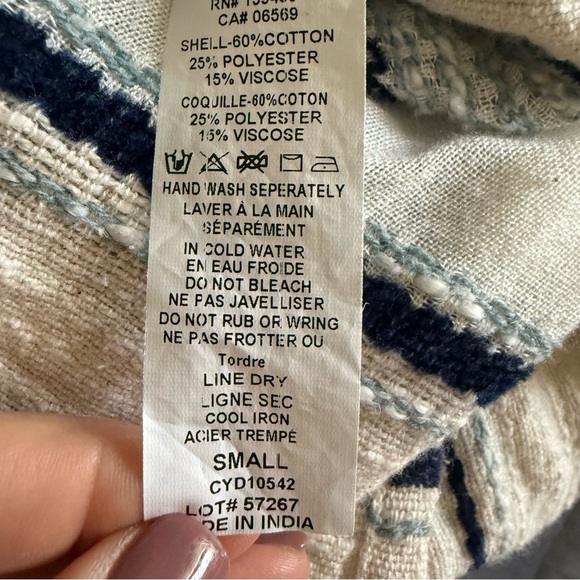 CA# 06569
SHELL-60%COTTON
25% POLYESTER
15% VISCOSE
COQUILLE-60%COTON
25% POLYESTER
15% VISCOSE
HAND WASH SEPERATELY
LAVER À LA MAIN
SÉPARÉMENT
IN COLD WATER
EN EAU FROIDE
DO NOT BLEACH
NE PAS JAVELLISER
DO NOT RUB OR WRING
NE PAS FROTTER OU
Tordre
LINE DRY
LIGNE SEC
COOL IRON
ACIER TREMPÉ
SMALL
CYD10542
LOT# 57267
DE IN INDIA